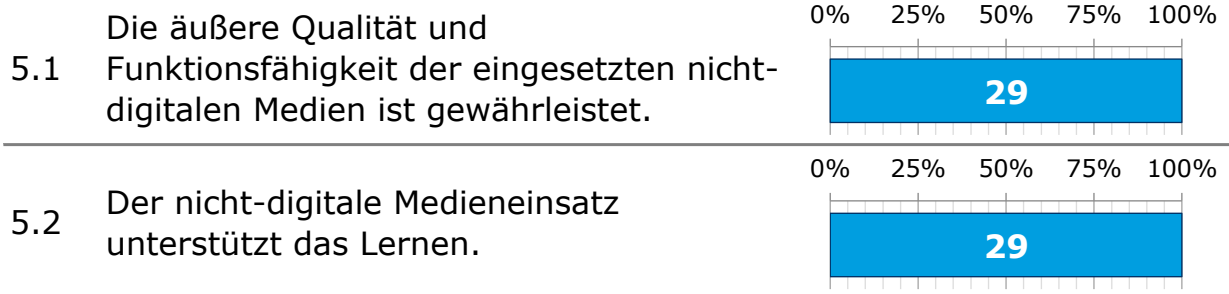 0% 25% 50% 75% 100%
5.1 Die äußere Qualität und
Funktionsfähigkeit der eingesetzten nicht-
digitalen Medien ist gewährleistet.
29
0% 25% 50% 75% 100%
5.2 Der nicht-digitale Medieneinsatz
unterstützt das Lernen.
29